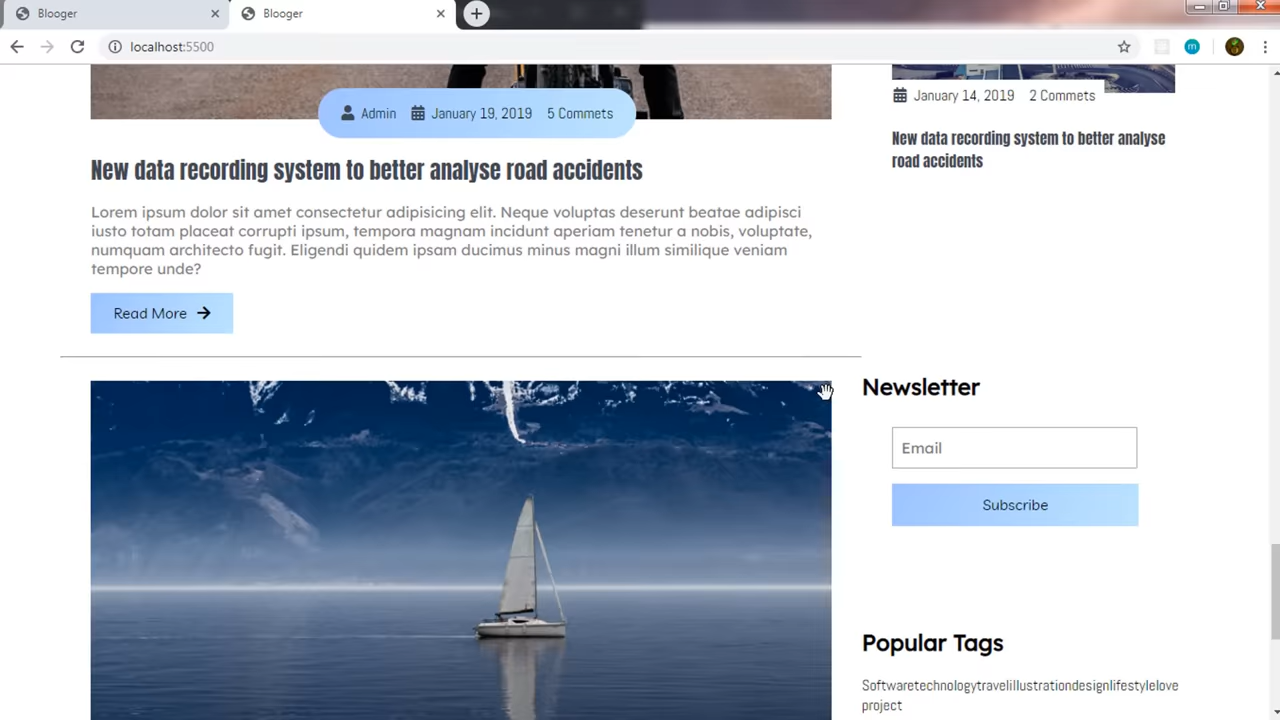 Blooger
Blooger
localhost:5500
Admin January 19, 2019 5 Commets
New data recording system to better analyse road accidents
Lorem ipsum dolor sit amet consectetur adipisicing elit. Neque voluptas deserunt beatae adipisci
iusto totam placeat corrupti ipsum, tempora magnam incidunt aperiam tenetur a nobis, voluptate,
numquam architecto fugit. Eligendi quidem ipsam ducimus minus magni illum similique veniam
tempore unde?
Read More
January 14, 2019 2 Commets
New data recording system to better analyse
road accidents
Newsletter
Email
Subscribe
Popular Tags
Softwaretechnologytravelillustrationdesignlifestylelove
project